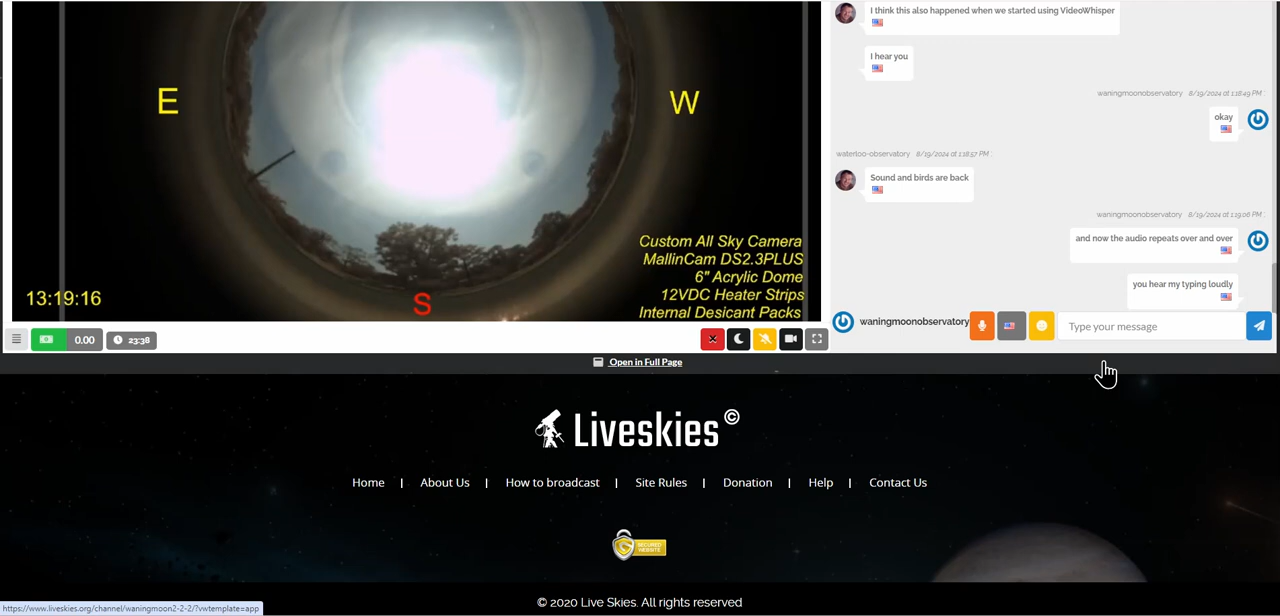 E
W
Custom All Sky Camera
MallinCam DS2.3PLUS
6" Acrylic Dome
12VDC Heater Strips
Internal Desicant Packs
13:19:16
S
0.00
23:38
I think this also happened when we started using VideoWhisper
I hear you
waningmoonobservatory 8/19/2024 at 1:18:49 PM :
okay
waterloo-observatory 8/19/2024 at 1:18:57 PM :
Sound and birds are back
waningmoonobservatory 8/19/2024 at 1:19:06 PM :
and now the audio repeats over and over
you hear my typing loudly
waningmoonobservatory
Type your message
Open in Full Page
Liveskies©
Home | About Us | How to broadcast | Site Rules | Donation | Help | Contact Us
SECURED
WEBSITE
https://www.liveskies.org/channel/waningmoon2-2-2/?vwtemplate=app
© 2020 Live Skies. All rights reserved